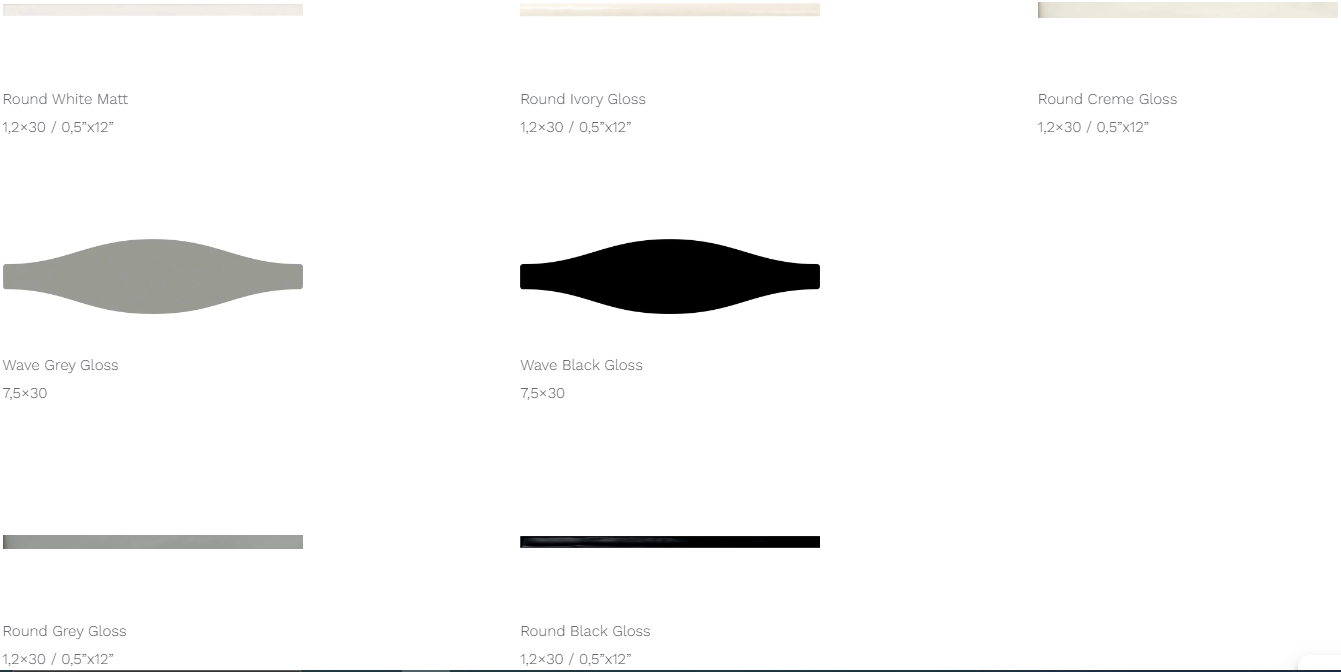 Round White Matt
1,2×30 / 0,5”x12”
Round Ivory Gloss
1,2×30 / 0,5”x12”
Round Creme Gloss
1,2×30 / 0,5”x12”
Wave Grey Gloss
7,5×30
Wave Black Gloss
7,5×30
Round Grey Gloss
1,2×30 / 0,5”x12”
Round Black Gloss
1,2×30 / 0,5”x12”